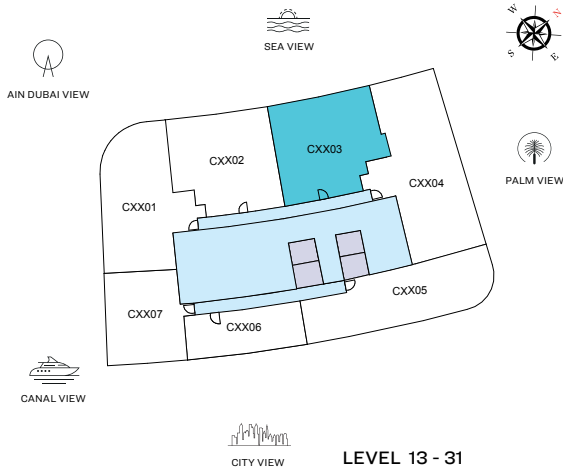 W
N
S
E
SEA VIEW
AIN DUBAI VIEW
PALM VIEW
CXX03
CXX02
CXX04
CXX01
CXX05
CXX07
CXX06
CANAL VIEW
CITY VIEW
LEVEL 13 - 31